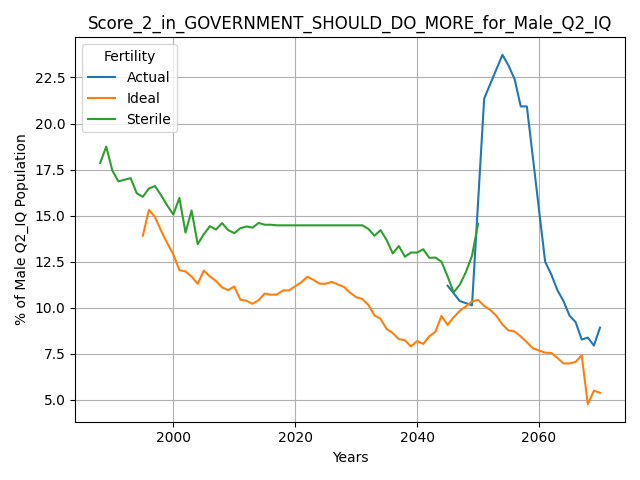 Score_2_in_GOVERNMENT_SHOULD_DO_MORE_for_Male_Q2_IQ
Fertility
Actual
Ideal
Sterile
% of Male Q2_IQ Population
22.5
20.0
17.5
15.0
12.5
10.0
7.5
5.0
2000
2020
2040
2060
Years